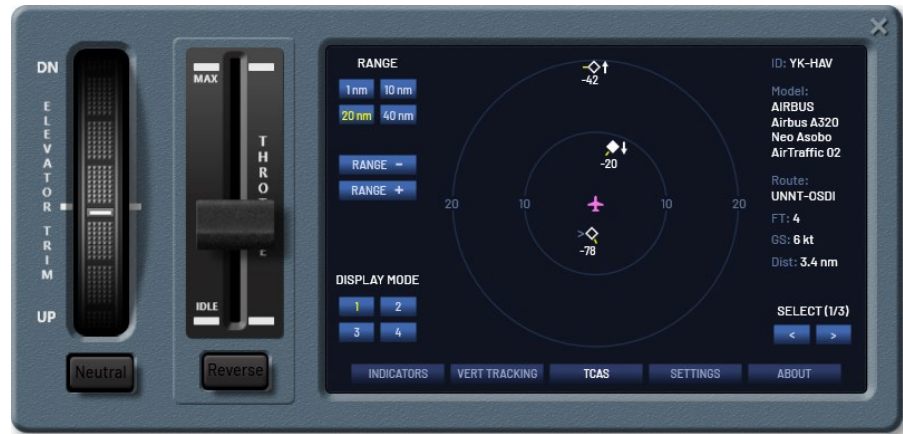 DN
ELEVATOR TRIM
UP
Neutral
MAX
THRO E
IDLE
Reverse
RANGE
1 nm 10 nm
20 nm 40 nm
RANGE −
RANGE +
DISPLAY MODE
1 2
3 4
-42
-20
20 10 10 20
>
-78
ID: YK-HAV
Model:
AIRBUS
Airbus A320
Neo Asobo
AirTraffic 02
Route:
UNNT-OSDI
FT: 4
GS: 6 kt
Dist: 3.4 nm
SELECT (1/3)
< >
INDICATORS VERT TRACKING TCAS SETTINGS ABOUT